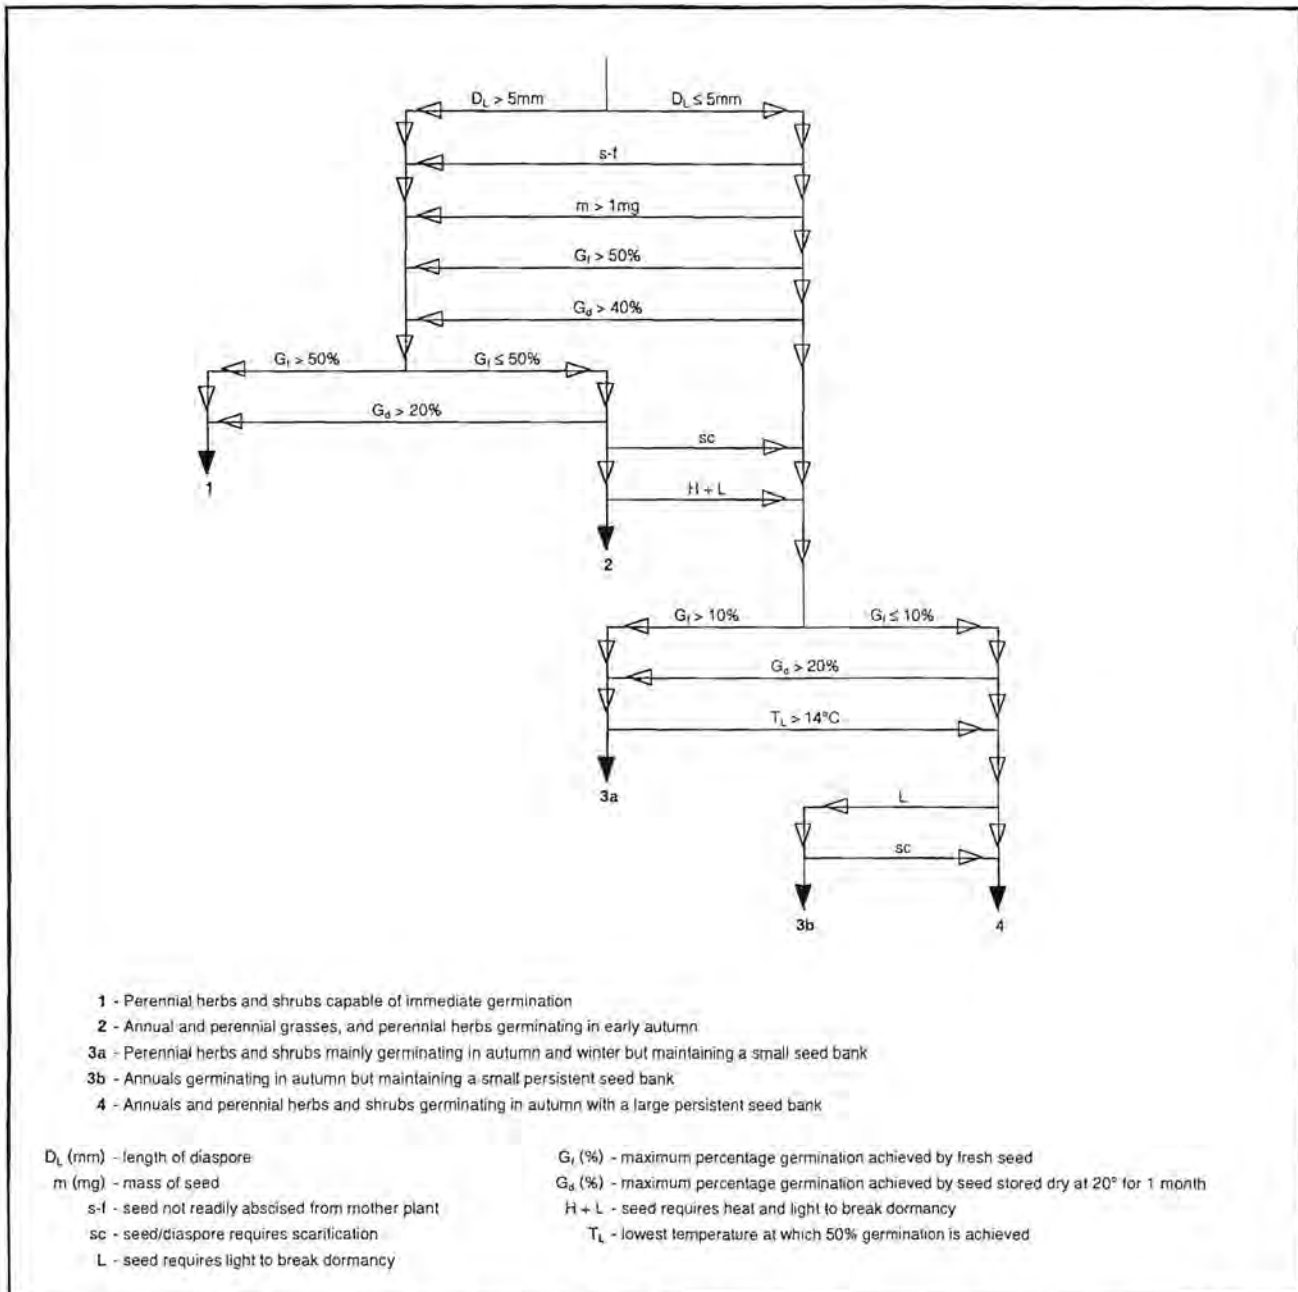 D_L > 5mm D_L ≤ 5mm
s-f
m > 1mg
G_f > 50%
G_d > 40%
G_f > 50% G_f ≤ 50%
G_d > 20%
sc
1
H + L
2
G_f > 10% G_f ≤ 10%
G_d > 20%
T_L > 14°C
3a
L
sc
3b 4
1 - Perennial herbs and shrubs capable of immediate germination
2 - Annual and perennial grasses, and perennial herbs germinating in early autumn
3a - Perennial herbs and shrubs mainly germinating in autumn and winter but maintaining a small seed bank
3b - Annuals germinating in autumn but maintaining a small persistent seed bank
4 - Annuals and perennial herbs and shrubs germinating in autumn with a large persistent seed bank
D_L (mm) - length of diaspore
m (mg) - mass of seed
s-f - seed not readily abscised from mother plant
sc - seed/diaspore requires scarification
L - seed requires light to break dormancy
G_f (%) - maximum percentage germination achieved by fresh seed
G_d (%) - maximum percentage germination achieved by seed stored dry at 20° for 1 month
H + L - seed requires heat and light to break dormancy
T_L - lowest temperature at which 50% germination is achieved